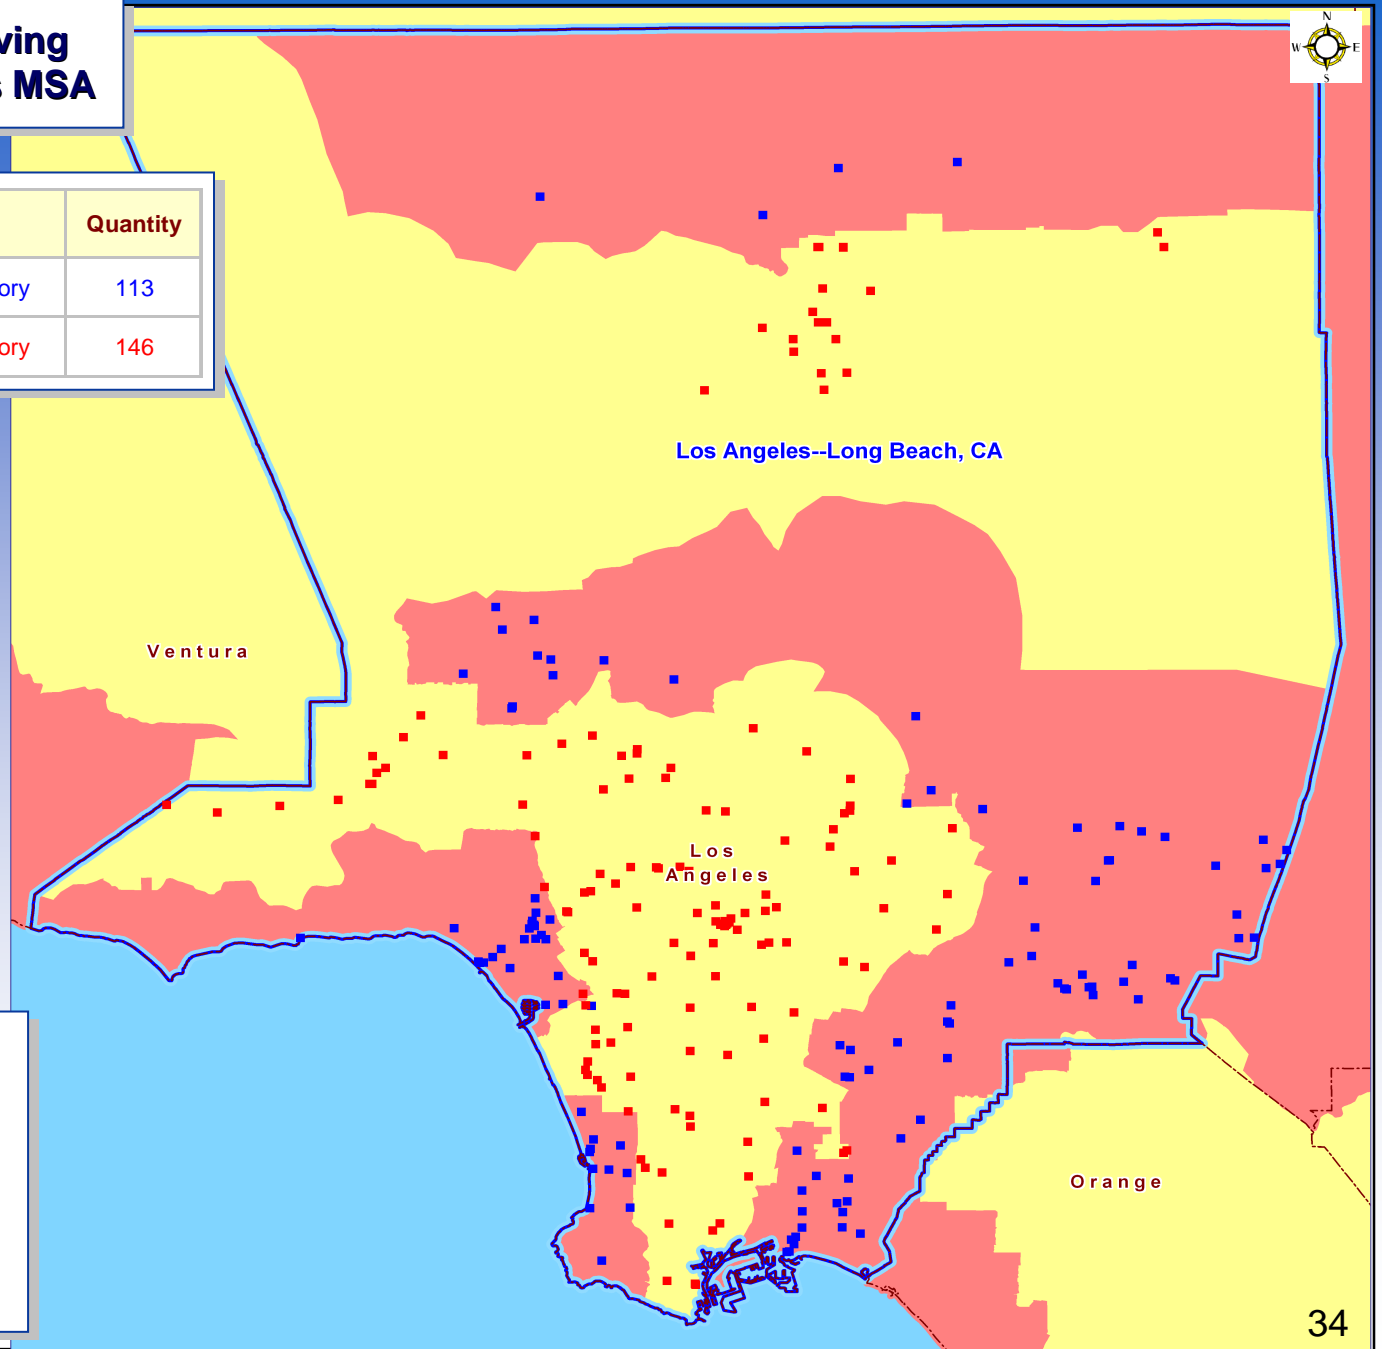 ving
s MSA
N
W E
S
Quantity
ory 113
ory 146
Los Angeles--Long Beach, CA
Ventura
Los
Angeles
Orange
34